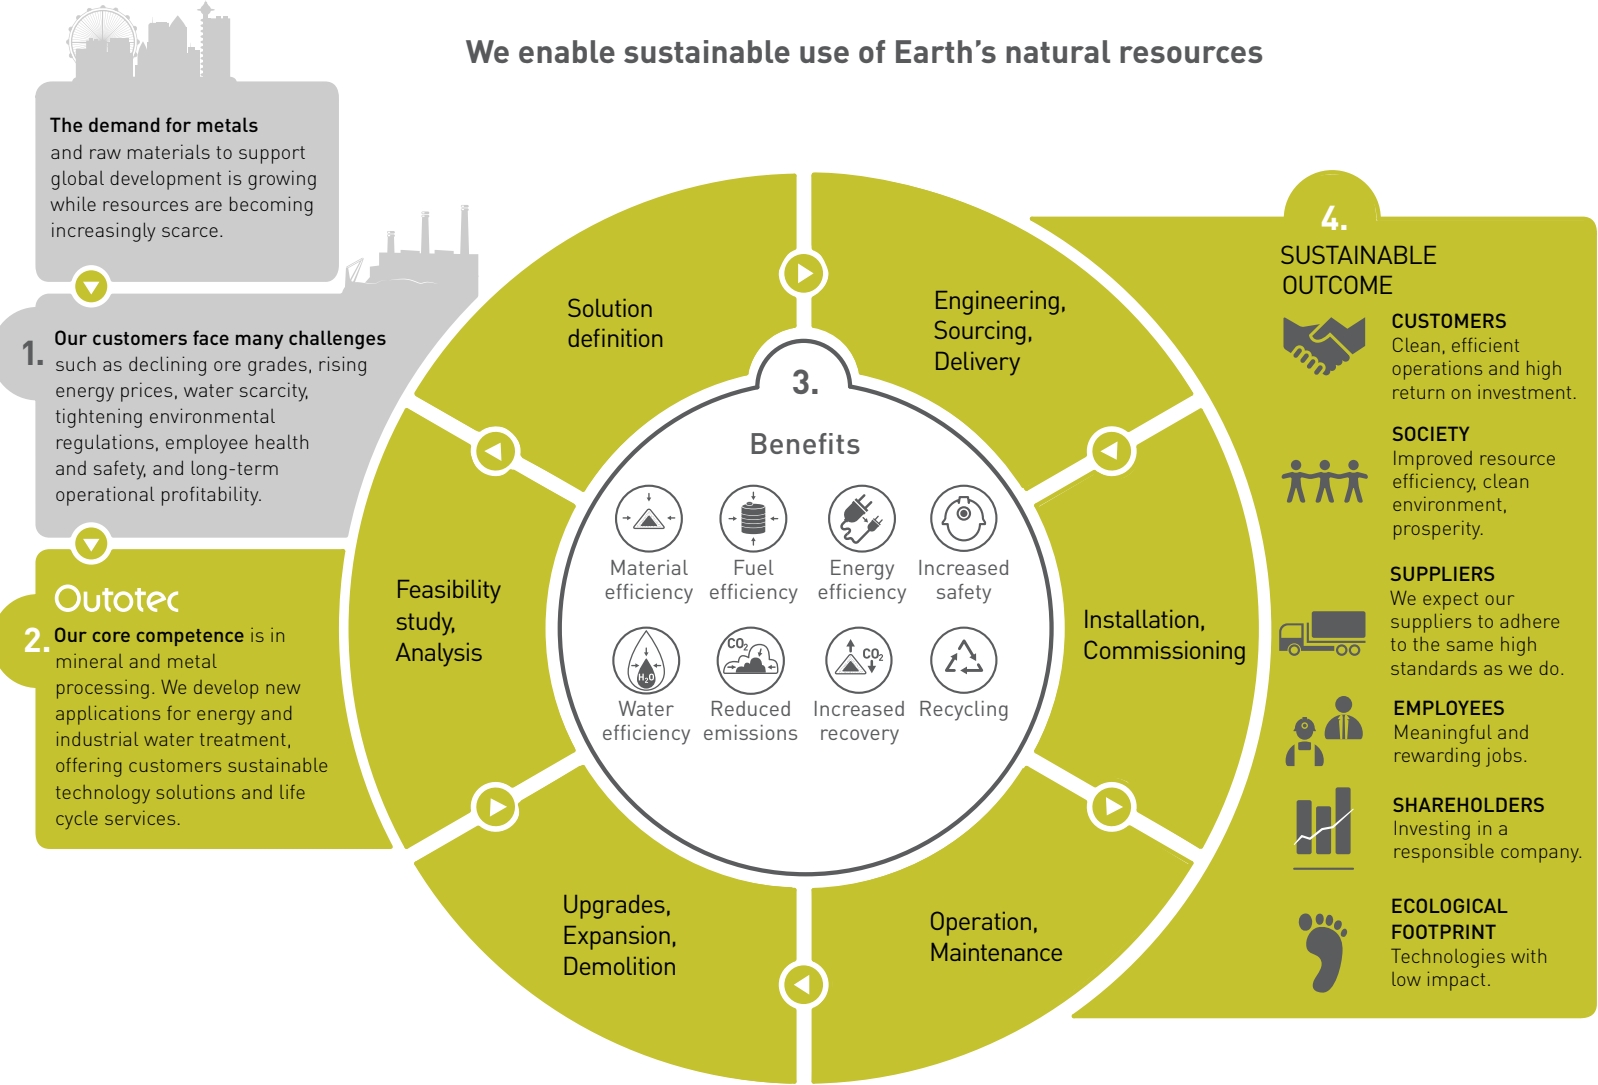 We enable sustainable use of Earth's natural resources
The demand for metals
and raw materials to support
global development is growing
while resources are becoming
increasingly scarce.
1.
Our customers face many challenges
such as declining ore grades, rising
energy prices, water scarcity,
tightening environmental
regulations, employee health
and safety, and long-term
operational profitability.
Outotec
2.
Our core competence is in
mineral and metal
processing. We develop new
applications for energy and
industrial water treatment,
offering customers sustainable
technology solutions and life
cycle services.
Solution
definition
Engineering,
Sourcing,
Delivery
Feasibility
study,
Analysis
Installation,
Commissioning
Upgrades,
Expansion,
Demolition
Operation,
Maintenance
3.
Benefits
Material
efficiency
Fuel
efficiency
Energy
efficiency
Increased
safety
H2O
Water
efficiency
CO2
Reduced
emissions
CO2
Increased
recovery
Recycling
4.
SUSTAINABLE
OUTCOME
CUSTOMERS
Clean, efficient
operations and high
return on investment.
SOCIETY
Improved resource
efficiency, clean
environment,
prosperity.
SUPPLIERS
We expect our
suppliers to adhere
to the same high
standards as we do.
EMPLOYEES
Meaningful and
rewarding jobs.
SHAREHOLDERS
Investing in a
responsible company.
ECOLOGICAL
FOOTPRINT
Technologies with
low impact.